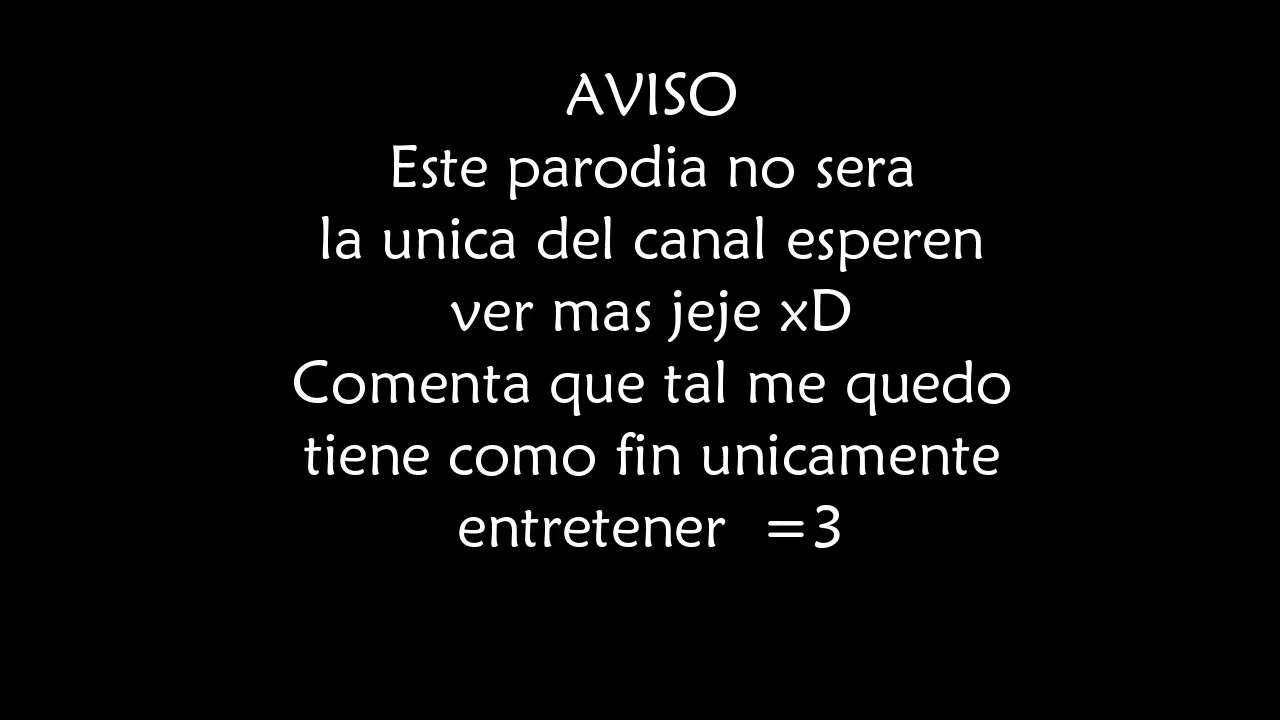 AVISO
Este parodia no sera
la unica del canal esperen
ver mas jeje xD
Comenta que tal me quedo
tiene como fin unicamente
entretener =3